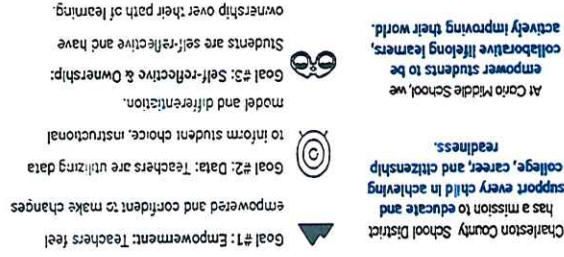 Charleston County School District
has a mission to educate and
support every child in achieving
college, career, and citizenship
readiness.
At Corio Middle School, we
empower students to be
collaborative lifelong learners,
actively improving their world.
Goal #1: Empowerment: Teachers feel
empowered and confident to make changes
Goal #2: Data: Teachers are utilizing data
to inform student choice, instructional
model and differentiation.
Goal #3: Self-reflective & Ownership:
Students are self-reflective and have
ownership over their path of learning.